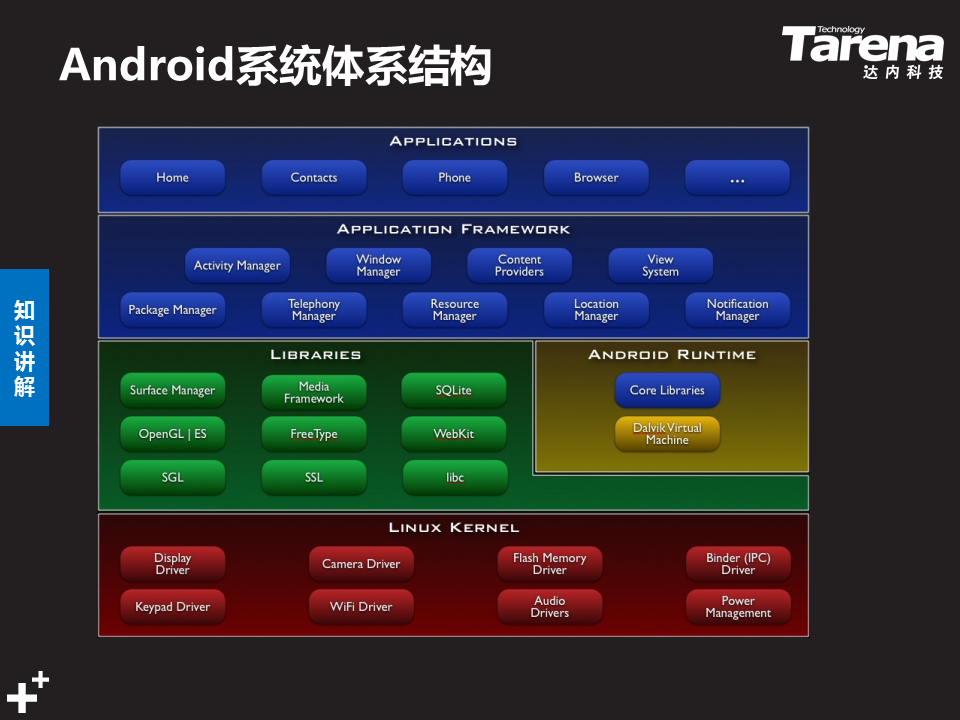 Android系统体系结构
Technology
Tarena
达内科技
知
识
讲
解
APPLICATIONS
Home
Contacts
Phone
Browser
...
APPLICATION FRAMEWORK
Activity Manager
Window
Manager
Content
Providers
View
System
Package Manager
Telephony
Manager
Resource
Manager
Location
Manager
Notification
Manager
LIBRARIES
Surface Manager
Media
Framework
SQLite
OpenGL | ES
FreeType
WebKit
SGL
SSL
libc
ANDROID RUNTIME
Core Libraries
Dalvik Virtual
Machine
LINUX KERNEL
Display
Driver
Camera Driver
Flash Memory
Driver
Binder (IPC)
Driver
Keypad Driver
WiFi Driver
Audio
Drivers
Power
Management